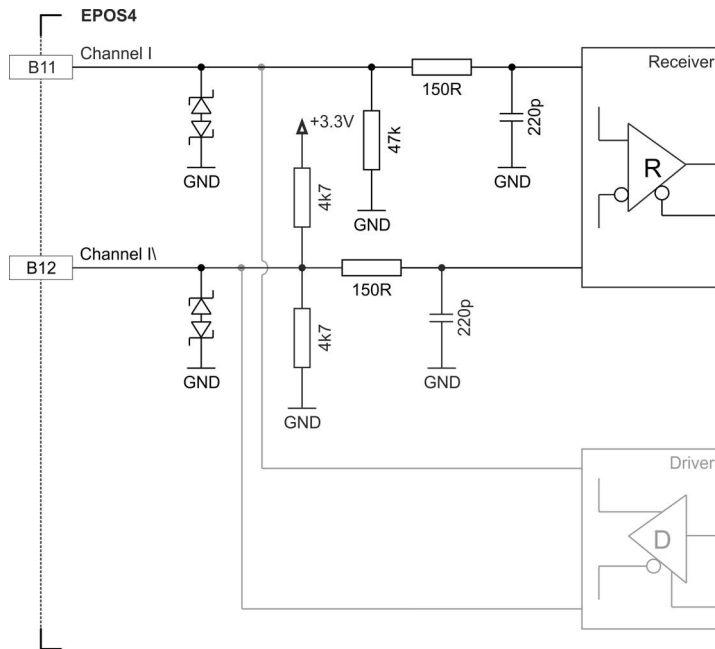 EPOS4
B11
Channel I
150R
220p
Receiver
GND
+3.3V
47k
GND
R
4k7
GND
B12
Channel I\
150R
220p
GND
4k7
GND
GND
Driver
D